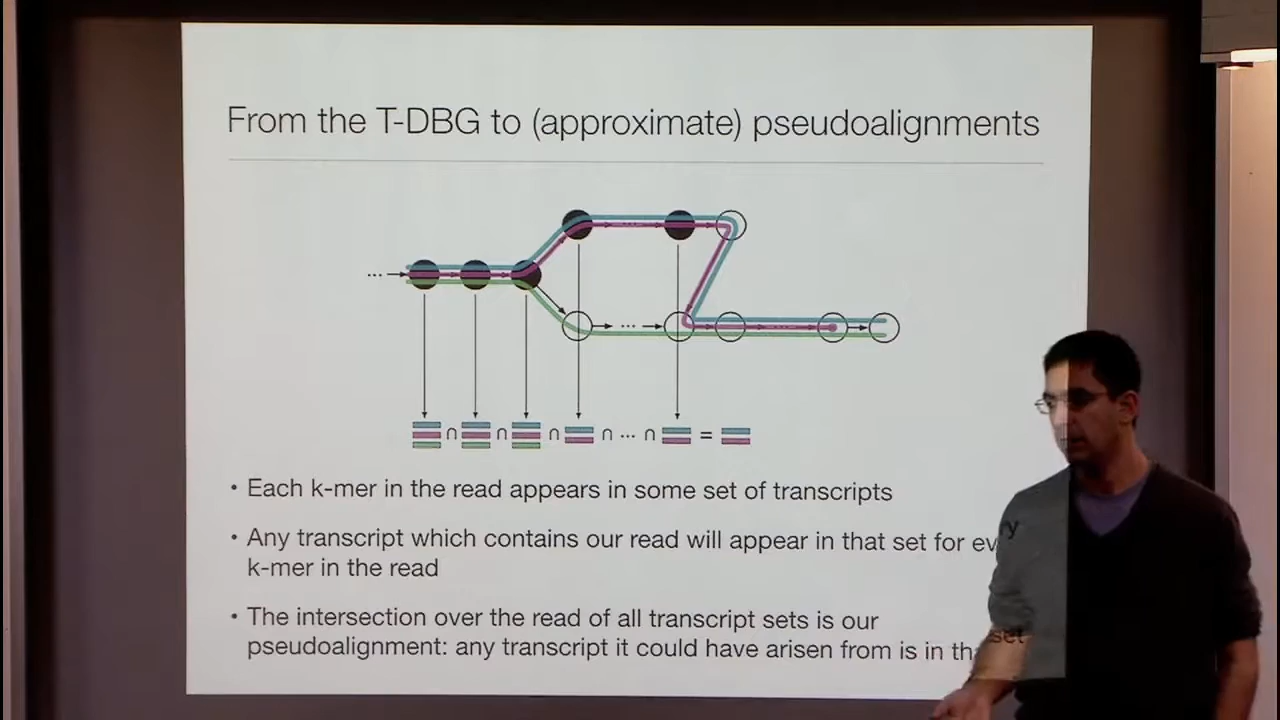 From the T-DBG to (approximate) pseudoalignments
...
...
...
...
∩ ∩ ∩ ∩ ... ∩ =
• Each k-mer in the read appears in some set of transcripts
• Any transcript which contains our read will appear in that set for every
k-mer in the read
• The intersection over the read of all transcript sets is our
pseudoalignment: any transcript it could have arisen from is in set